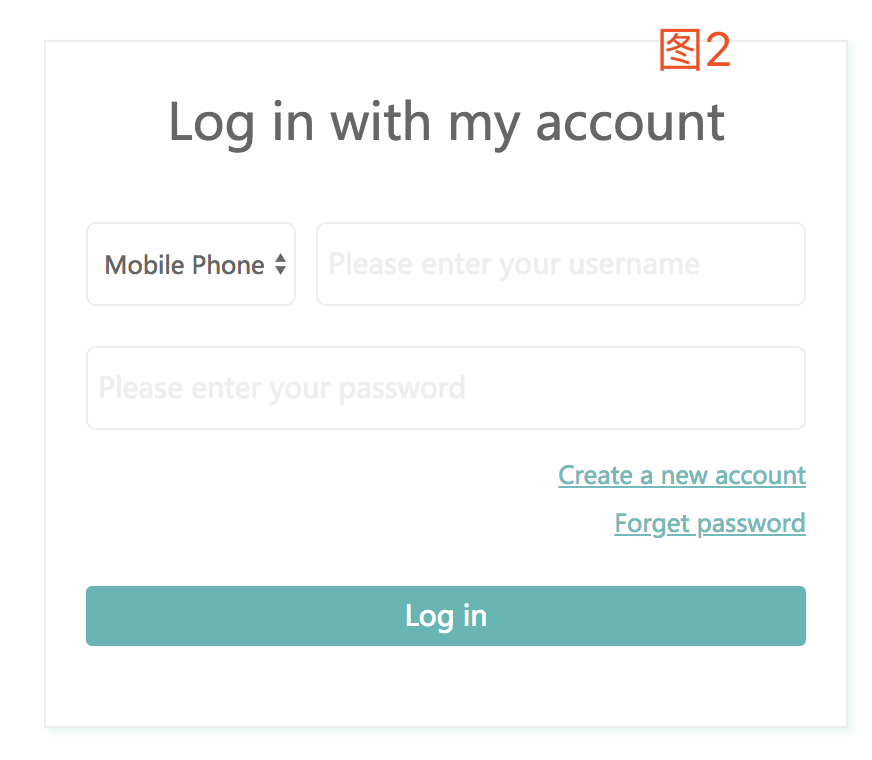 图2
Log in with my account
Mobile Phone Please enter your username
Please enter your password
Create a new account
Forget password
Log in